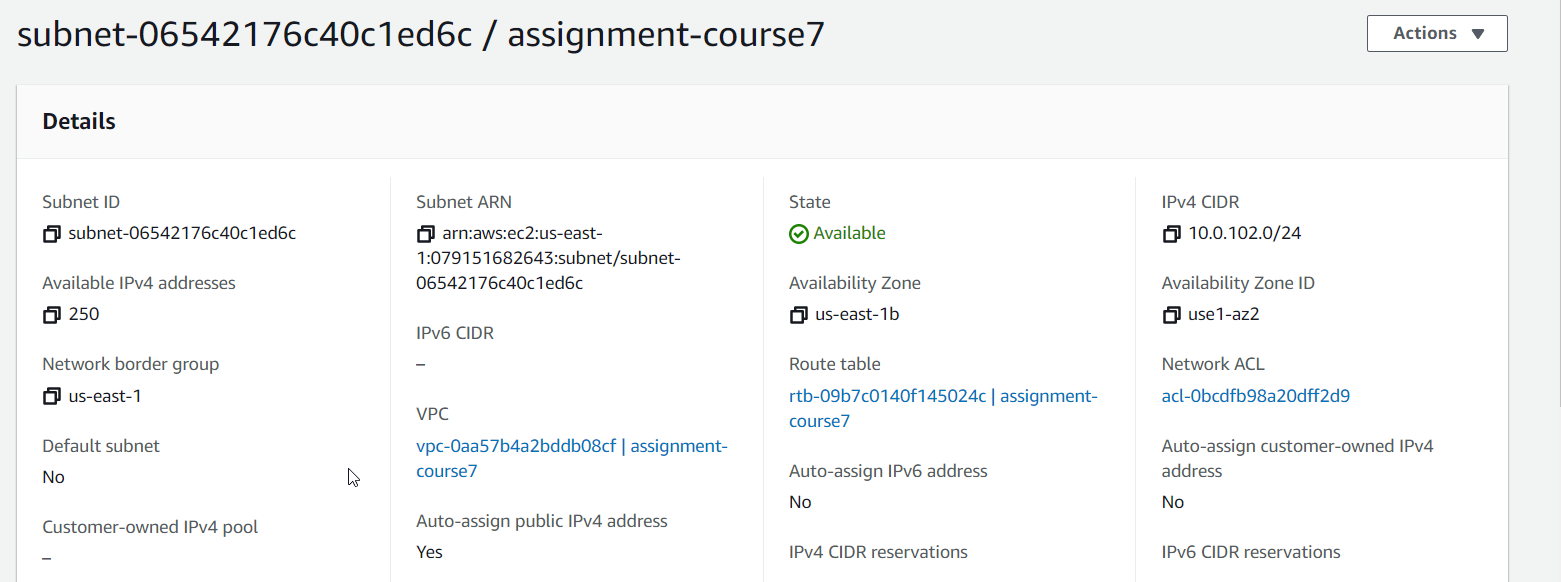 subnet-06542176c40c1ed6c / assignment-course7
Actions
Details
Subnet ID
subnet-06542176c40c1ed6c
Available IPv4 addresses
250
Network border group
us-east-1
Default subnet
No
Customer-owned IPv4 pool
–
Subnet ARN
arn:aws:ec2:us-east-
1:079151682643:subnet/subnet-
06542176c40c1ed6c
IPv6 CIDR
–
VPC
vpc-0aa57b4a2bddb08cf | assignment-
course7
Auto-assign public IPv4 address
Yes
State
Available
Availability Zone
us-east-1b
Route table
rtb-09b7c0140f145024c | assignment-
course7
Auto-assign IPv6 address
No
IPv4 CIDR reservations
IPv4 CIDR
10.0.102.0/24
Availability Zone ID
use1-az2
Network ACL
acl-0bcdfb98a20dff2d9
Auto-assign customer-owned IPv4
address
No
IPv6 CIDR reservations